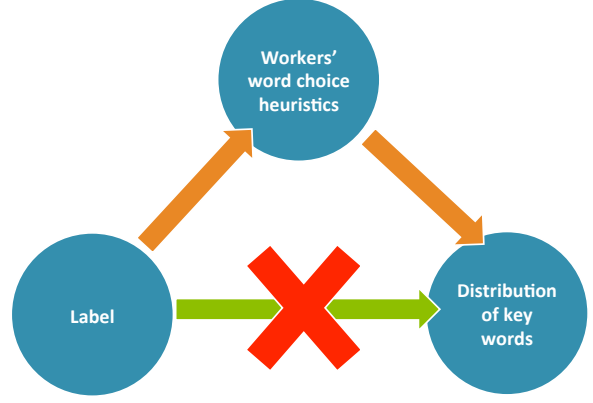 Workers’
word choice
heuristics
Label
Distribution
of key
words